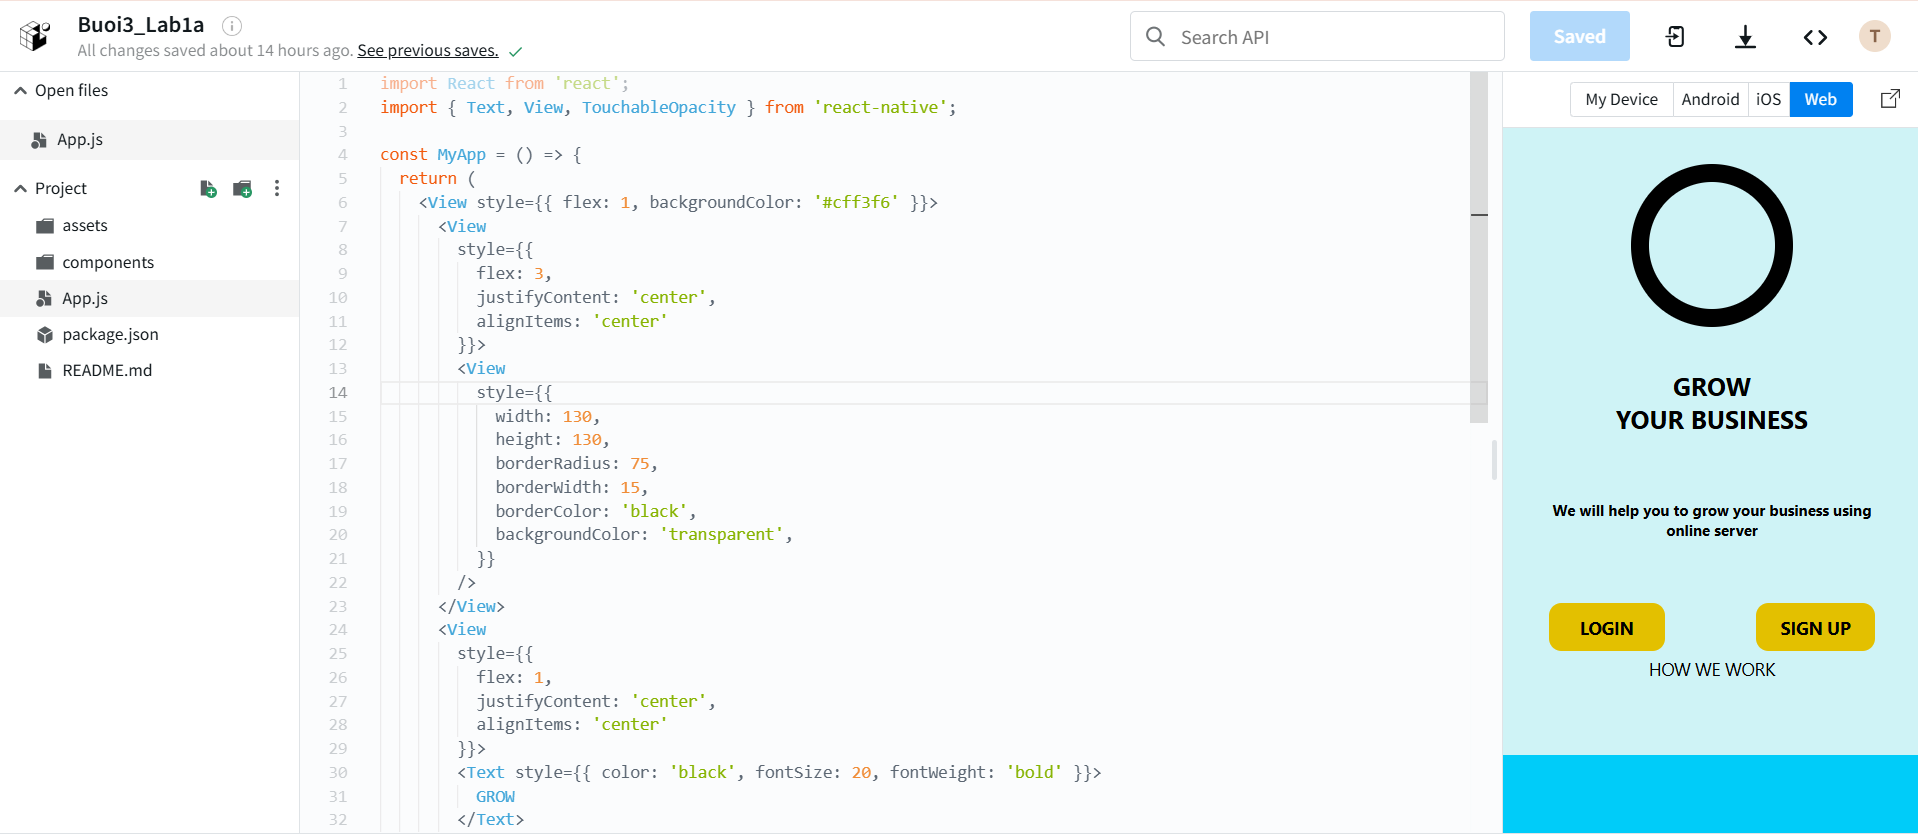 Buoi3_Lab1a
All changes saved about 14 hours ago. See previous saves.
Search API
Saved
T
Open files
App.js
Project
assets
components
App.js
package.json
README.md
1 import React from 'react';
2 import { Text, View, TouchableOpacity } from 'react-native';
3
4 const MyApp = () => {
5 return (
6 <View style={{ flex: 1, backgroundColor: '#cff3f6' }}>
7 <View
8 style={{
9 flex: 3,
10 justifyContent: 'center',
11 alignItems: 'center'
12 }}>
13 <View
14 style={{
15 width: 130,
16 height: 130,
17 borderRadius: 75,
18 borderWidth: 15,
19 borderColor: 'black',
20 backgroundColor: 'transparent',
21 }}
22 />
23 </View>
24 <View
25 style={{
26 flex: 1,
27 justifyContent: 'center',
28 alignItems: 'center'
29 }}>
30 <Text style={{ color: 'black', fontSize: 20, fontWeight: 'bold' }}>
31 GROW
32 </Text>
My Device Android iOS Web
GROW
YOUR BUSINESS
We will help you to grow your business using
online server
LOGIN SIGN UP
HOW WE WORK